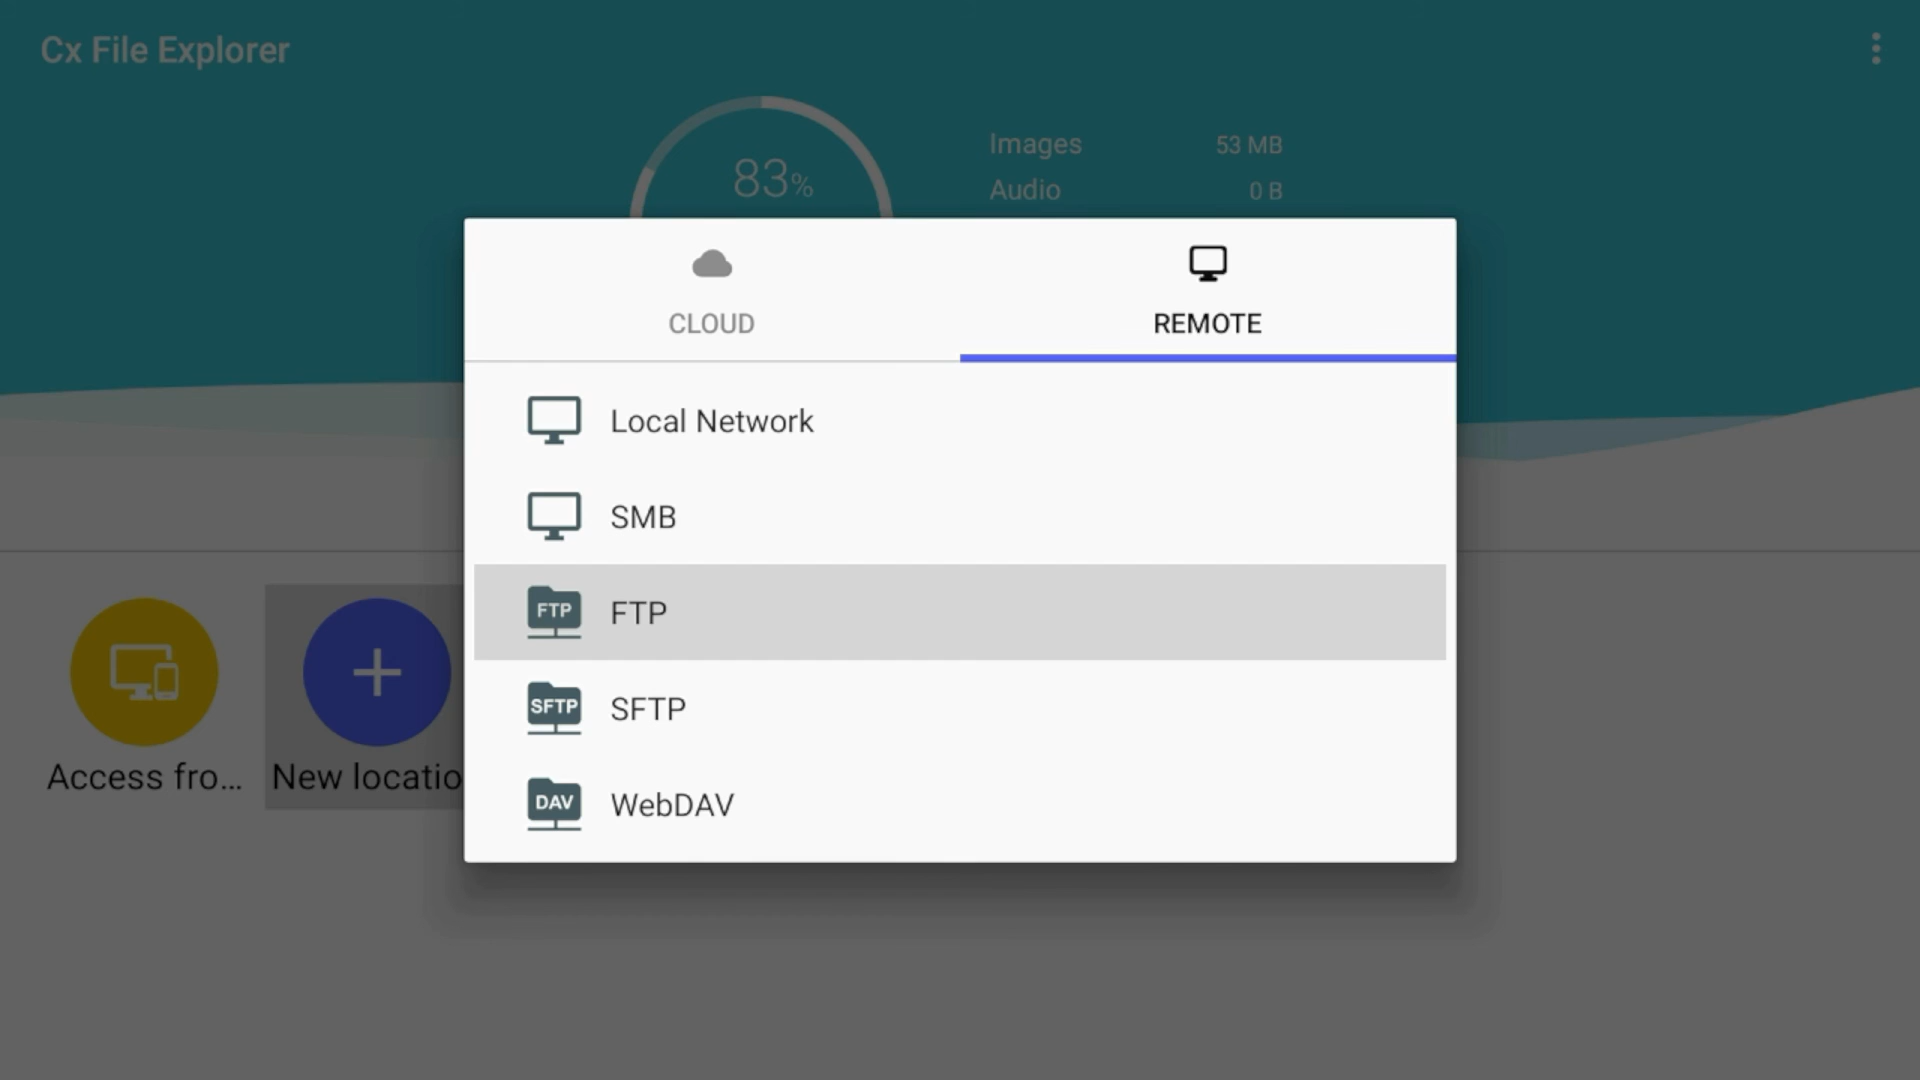 Cx File Explorer
83%
Images 53 MB
Audio 0 B
CLOUD
REMOTE
Local Network
SMB
FTP FTP
SFTP SFTP
DAV WebDAV
Access fro...
New locatio